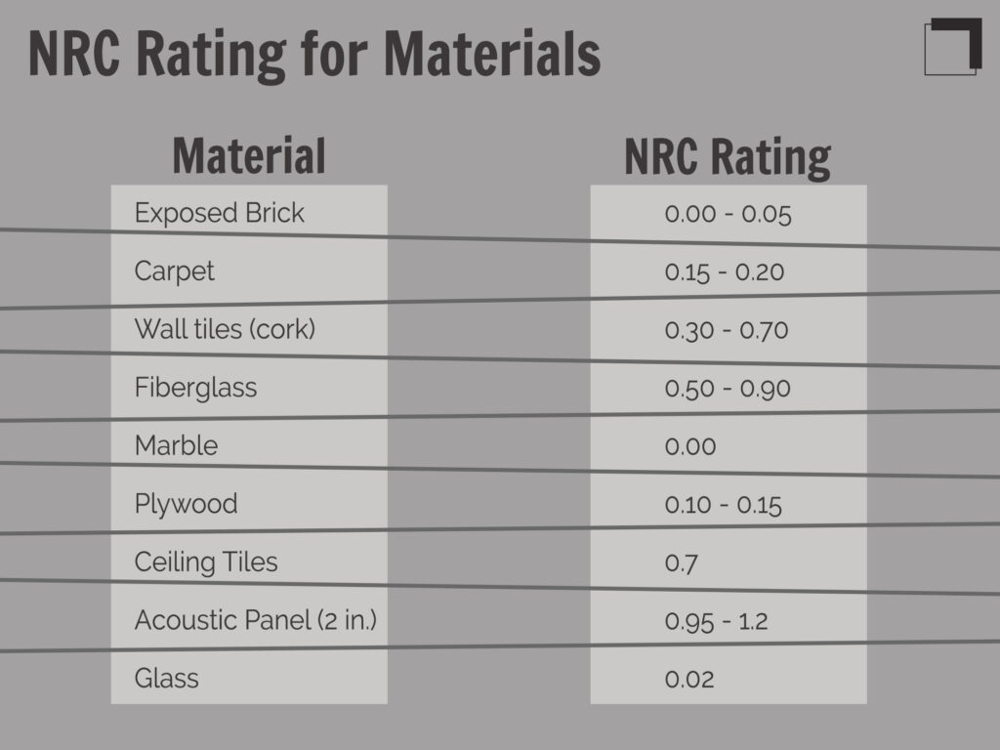 NRC Rating for Materials
Material NRC Rating
Exposed Brick 0.00 - 0.05
Carpet 0.15 - 0.20
Wall tiles (cork) 0.30 - 0.70
Fiberglass 0.50 - 0.90
Marble 0.00
Plywood 0.10 - 0.15
Ceiling Tiles 0.7
Acoustic Panel (2 in.) 0.95 - 1.2
Glass 0.02